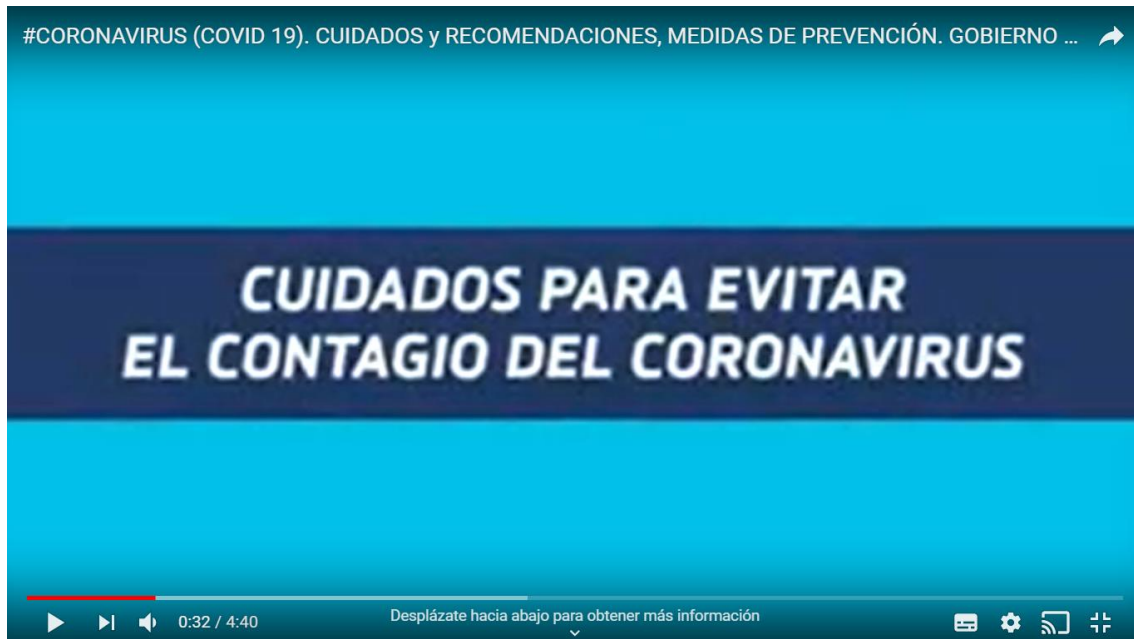 #CORONAVIRUS (COVID 19). CUIDADOS y RECOMENDACIONES, MEDIDAS DE PREVENCIÓN. GOBIERNO ...
CUIDADOS PARA EVITAR
EL CONTAGIO DEL CORONAVIRUS
0:32 / 4:40
Desplázate hacia abajo para obtener más información